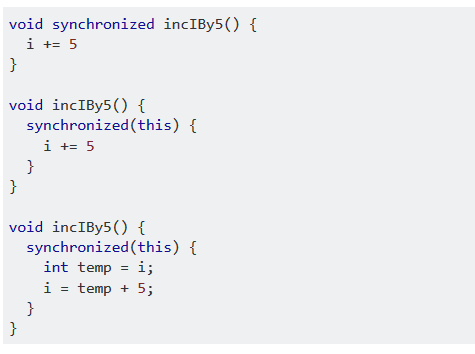 void synchronized incIBy5() {
  i += 5
}

void incIBy5() {
  synchronized(this) {
    i += 5
  }
}

void incIBy5() {
  synchronized(this) {
    int temp = i;
    i = temp + 5;
  }
}